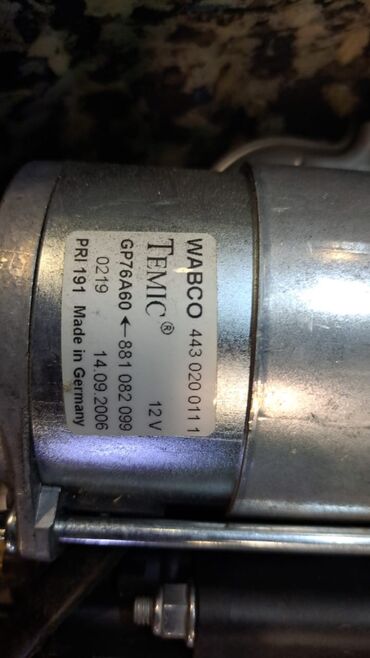 WABCO 443 020 011 1
TEMIC® 12 V
GP76A60 ← 881 082 099
0219 14.09.2006
PRI 191 Made in Germany